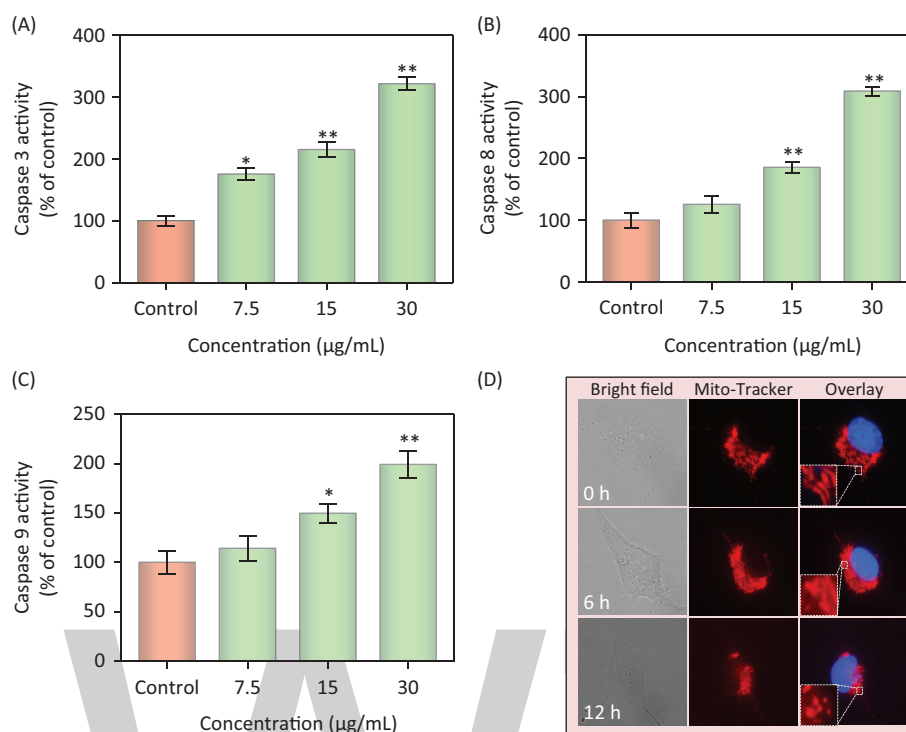 (A)
Caspase 3 activity
(% of control)
400
300
200
100
0
*
**
**
Control 7.5 15 30
Concentration (µg/mL)
(B)
Caspase 8 activity
(% of control)
400
300
200
100
0
**
**
Control 7.5 15 30
Concentration (µg/mL)
(C)
Caspase 9 activity
(% of control)
250
200
150
100
50
0
*
**
Control 7.5 15 30
Concentration (µg/mL)
(D)
Bright field Mito-Tracker Overlay
0 h
6 h
12 h